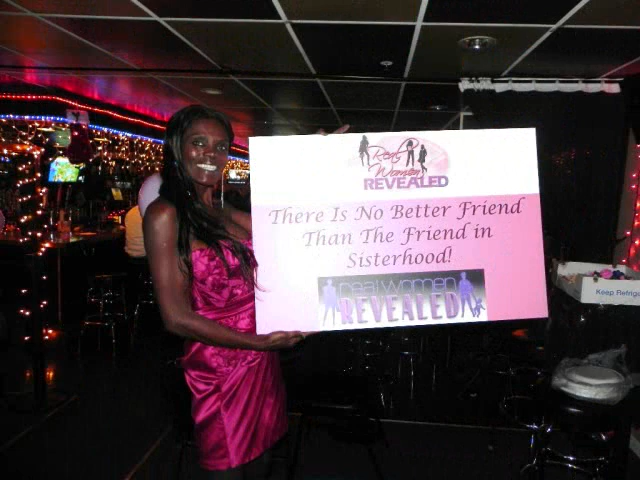 Real
Women
REVEALED
There Is No Better Friend
Than The Friend in
Sisterhood!
real women
REVEALED
Keep Refrig